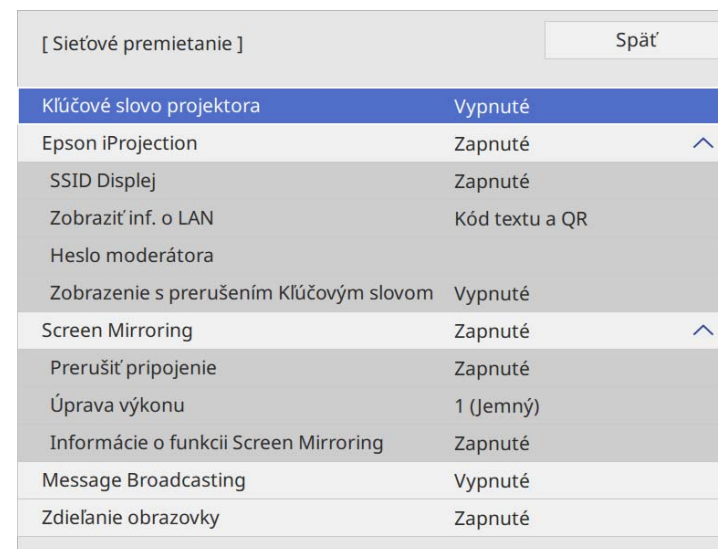 [ Sieťové premietanie ] Späť
Kľúčové slovo projektora Vypnuté
Epson iProjection Zapnuté
SSID Displej Zapnuté
Zobraziť inf. o LAN Kód textu a QR
Heslo moderátora
Zobrazenie s prerušením Kľúčovým slovom Vypnuté
Screen Mirroring Zapnuté
Prerušiť pripojenie Zapnuté
Úprava výkonu 1 (Jemný)
Informácie o funkcii Screen Mirroring Zapnuté
Message Broadcasting Vypnuté
Zdieľanie obrazovky Zapnuté